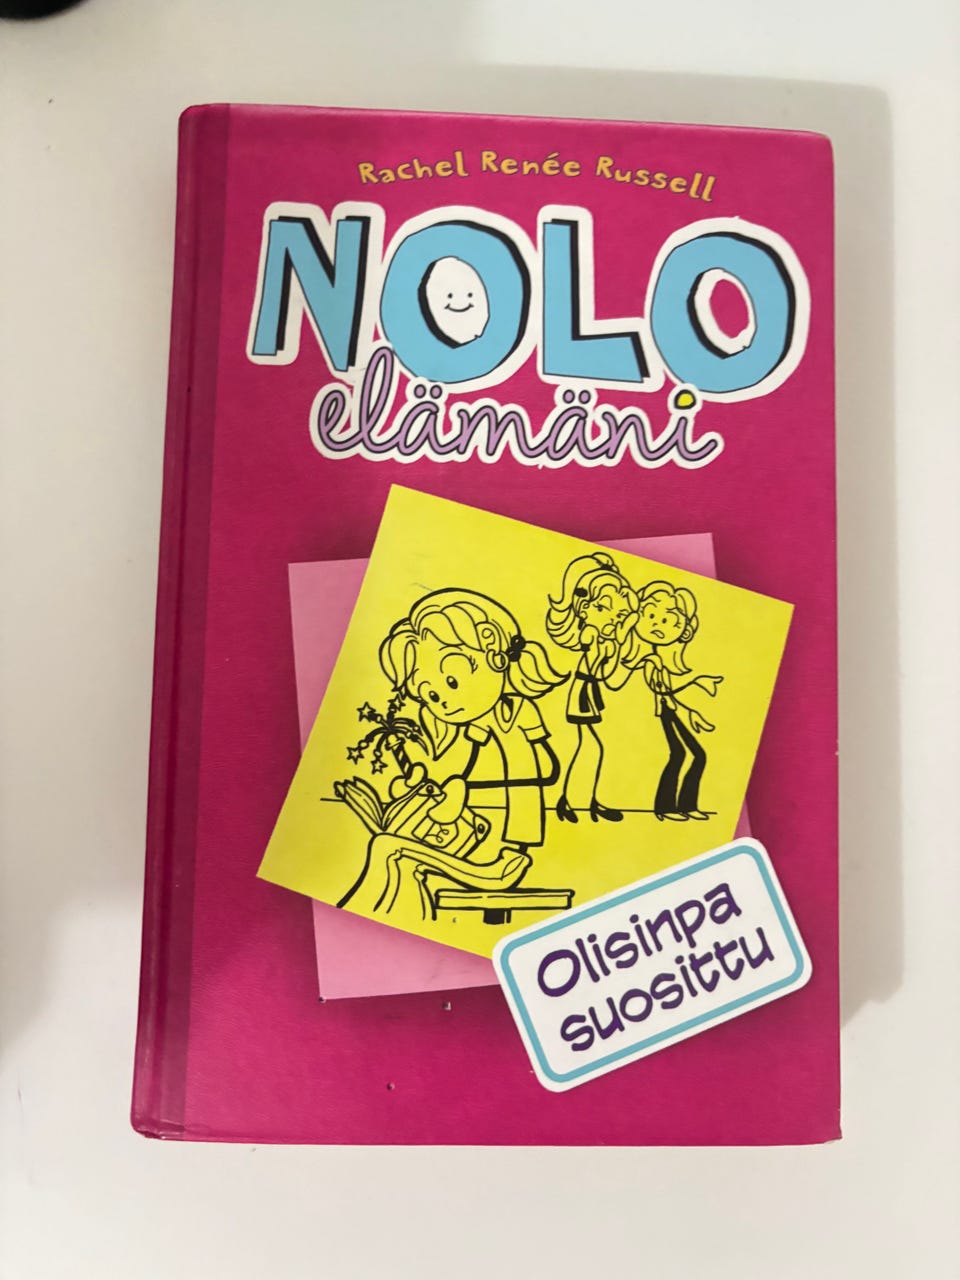 Rachel Renée Russell
NOLO
elämäni
Olisinpa
suosittu